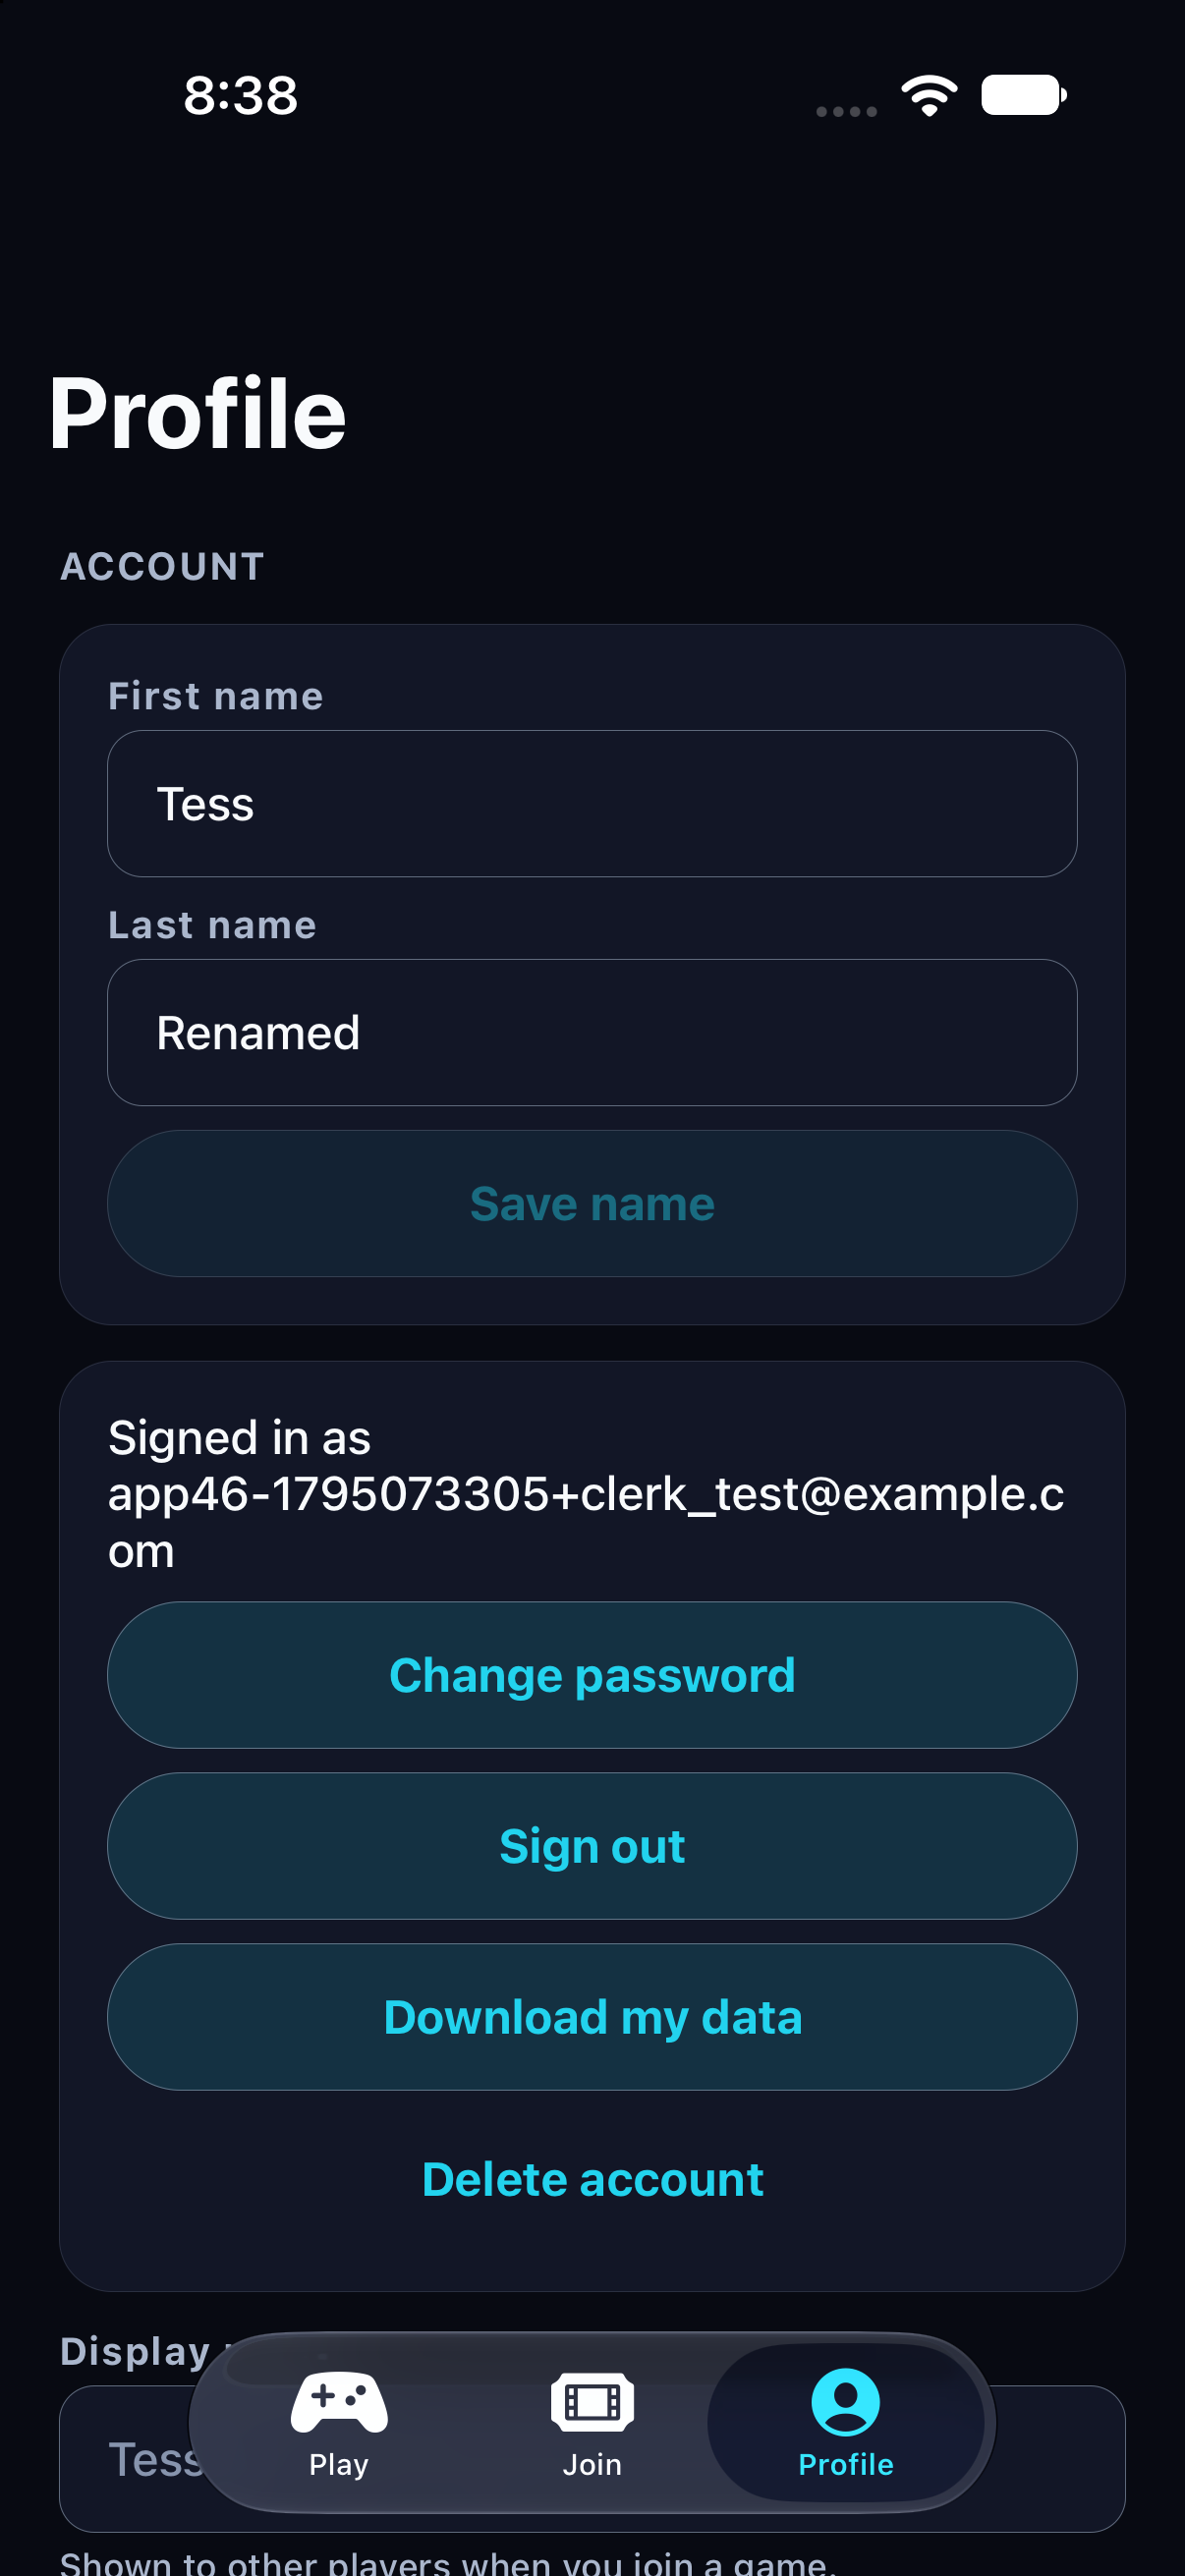 8:38
Profile
ACCOUNT
First name
Tess
Last name
Renamed
Save name
Signed in as
app46-1795073305+clerk_test@example.c
om
Change password
Sign out
Download my data
Delete account
Display
Tess
Play
Join
Profile
Shown to other players when you join a game.